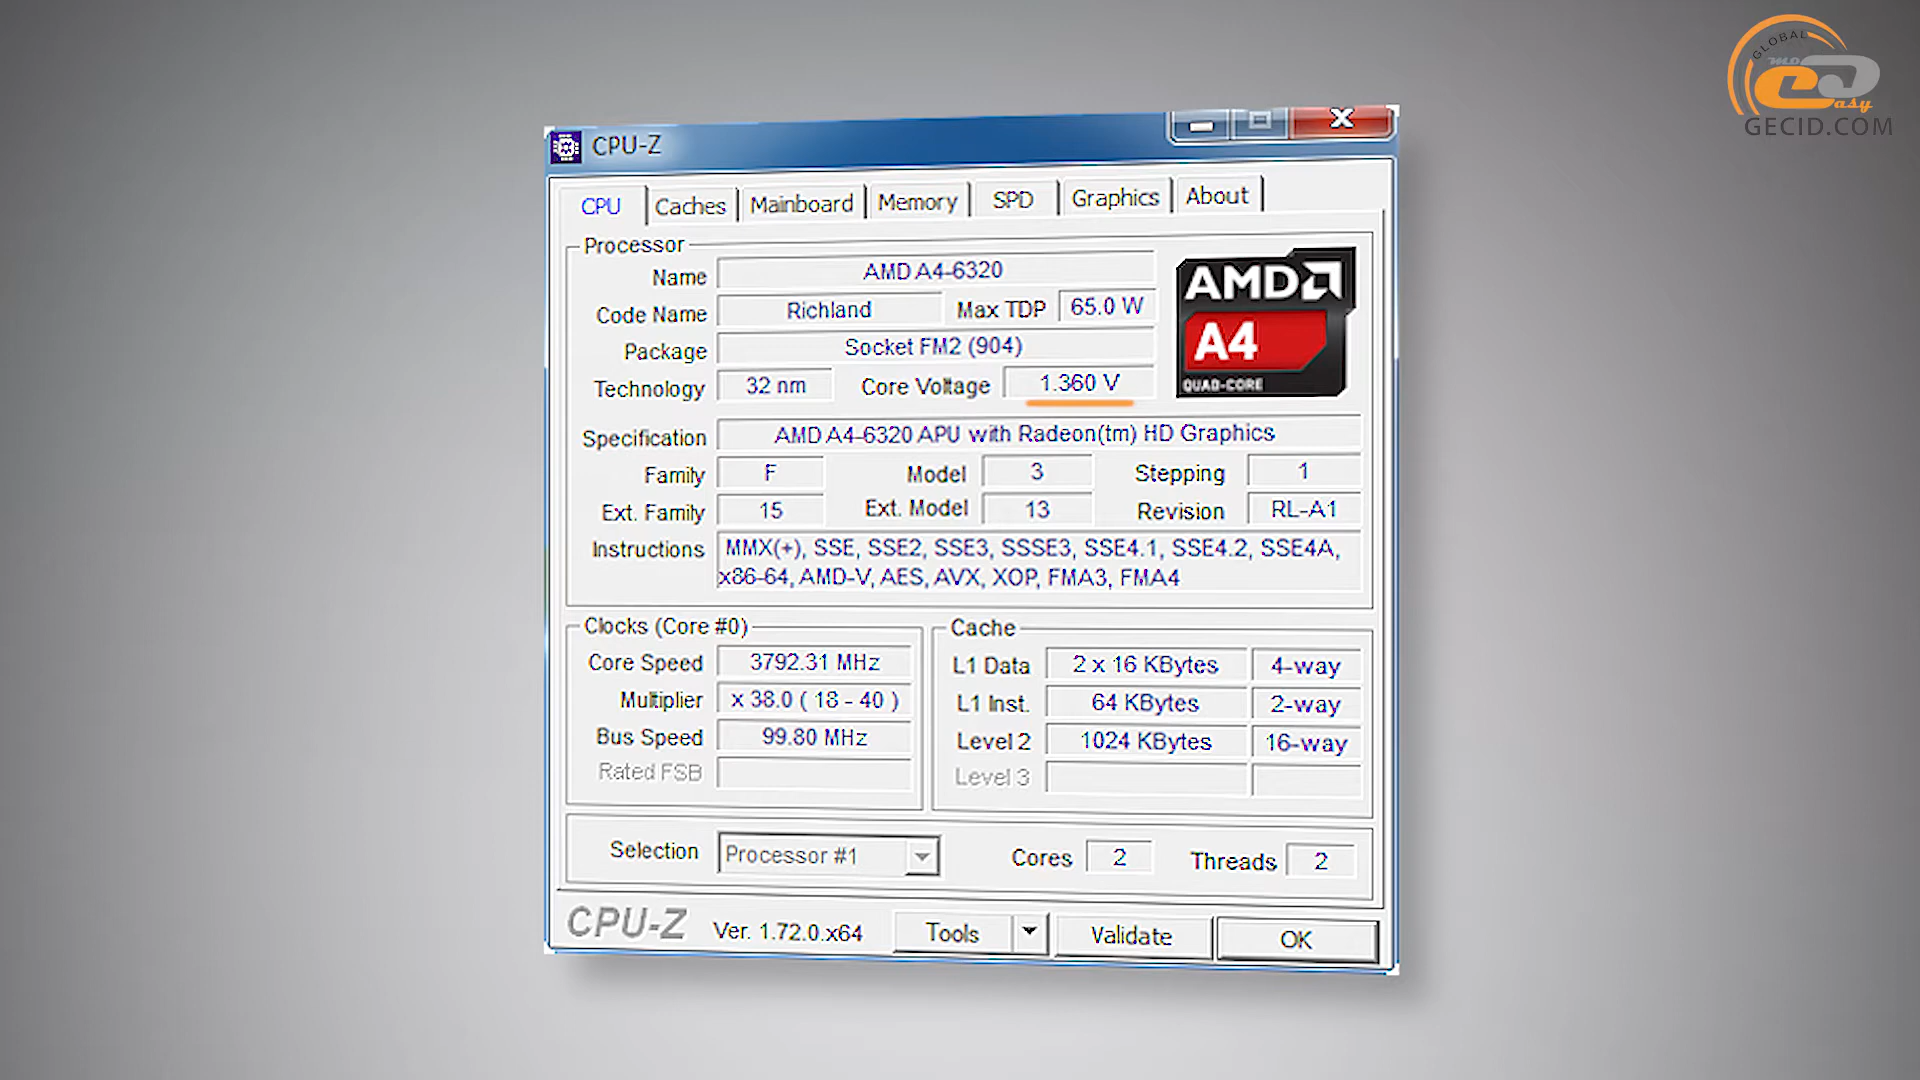 GLOBAL
easy
GECID.COM
CPU-Z
CPU Caches Mainboard Memory SPD Graphics About
Processor
Name AMD A4-6320
Code Name Richland Max TDP 65.0 W
Package Socket FM2 (904)
Technology 32 nm Core Voltage 1.360 V
AMD
A4
QUAD-CORE
Specification AMD A4-6320 APU with Radeon(tm) HD Graphics
Family F Model 3 Stepping 1
Ext. Family 15 Ext. Model 13 Revision RL-A1
Instructions MMX(+), SSE, SSE2, SSE3, SSSE3, SSE4.1, SSE4.2, SSE4A,
x86-64, AMD-V, AES, AVX, XOP, FMA3, FMA4
Clocks (Core #0)
Core Speed 3792.31 MHz
Multiplier x 38.0 ( 18 - 40 )
Bus Speed 99.80 MHz
Rated FSB
Cache
L1 Data 2 x 16 KBytes 4-way
L1 Inst. 64 KBytes 2-way
Level 2 1024 KBytes 16-way
Level 3
Selection Processor #1 Cores 2 Threads 2
CPU-Z Ver. 1.72.0.x64 Tools Validate OK